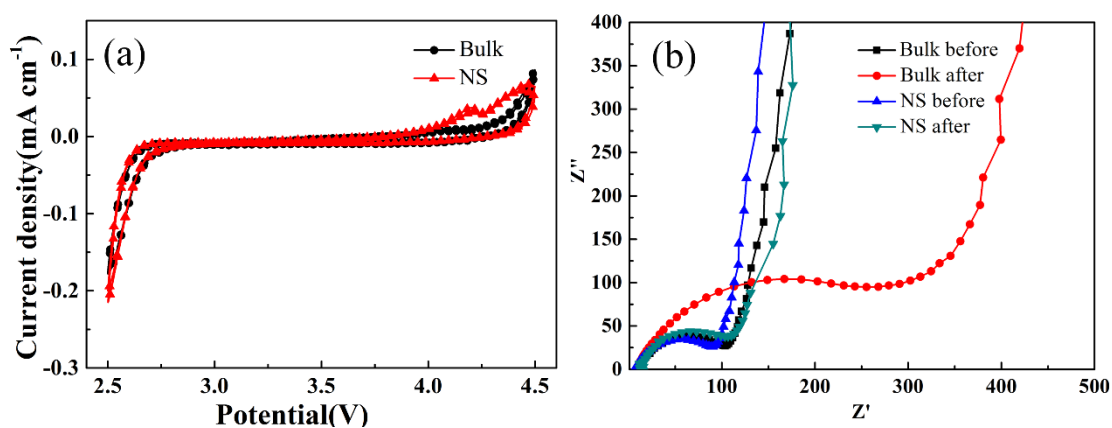 (a)
Bulk
NS
Current density(mA cm-1)
0.1
0.0
-0.1
-0.2
-0.3
2.5 3.0 3.5 4.0 4.5
Potential(V)
(b)
Bulk before
Bulk after
NS before
NS after
Z''
400
350
300
250
200
150
100
50
0
100 200 300 400 500
Z'